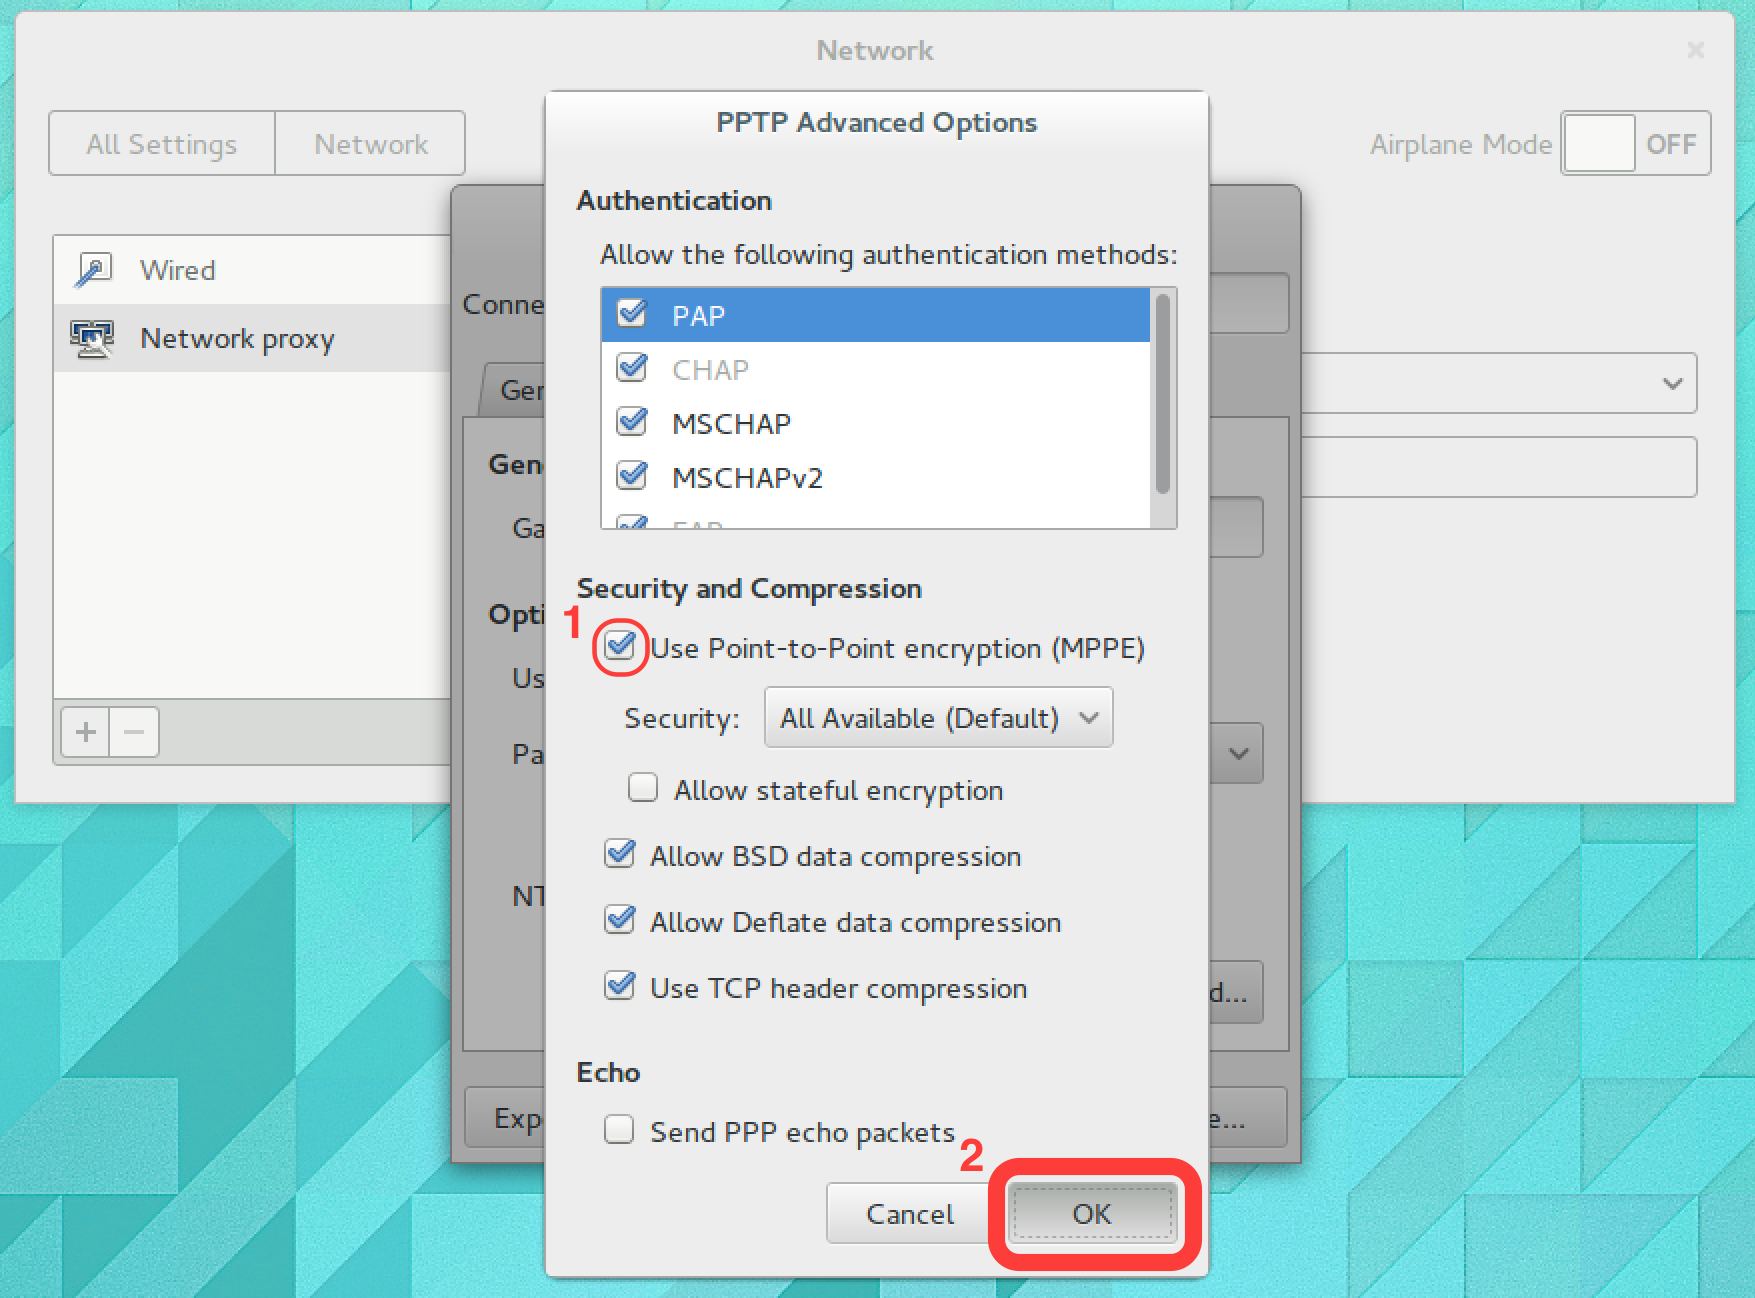 Network
All Settings
Network
Airplane Mode
OFF
Wired
Network proxy
PPTP Advanced Options
Authentication
Allow the following authentication methods:
PAP
CHAP
MSCHAP
MSCHAPv2
EAP
Security and Compression
1
Use Point-to-Point encryption (MPPE)
Security:
All Available (Default)
Allow stateful encryption
Allow BSD data compression
Allow Deflate data compression
Use TCP header compression
Echo
Send PPP echo packets
2
Cancel
OK
Conne
Ger
Gen
Ga
Opti
Us
Pa
NT
d...
Exp
e...